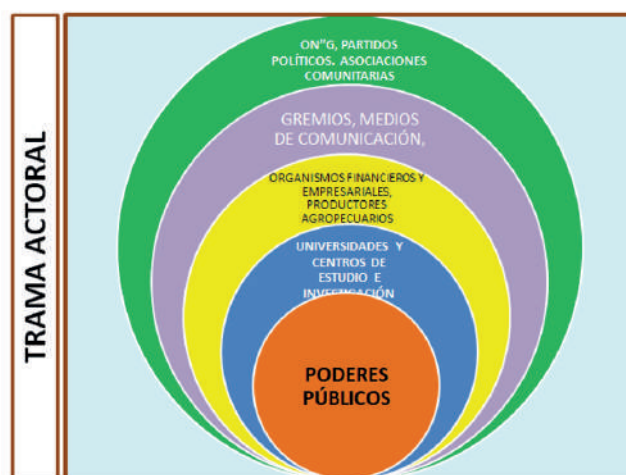 TRAMA ACTORAL
ON"G, PARTIDOS
POLÍTICOS. ASOCIACIONES
COMUNITARIAS
GREMIOS, MEDIOS
DE COMUNICACIÓN,
ORGANISMOS FINANCIEROS Y
EMPRESARIALES,
PRODUCTORES
AGROPECUARIOS
UNIVERSIDADES Y
CENTROS DE
ESTUDIO E
INVESTIGACIÓN
PODERES
PÚBLICOS